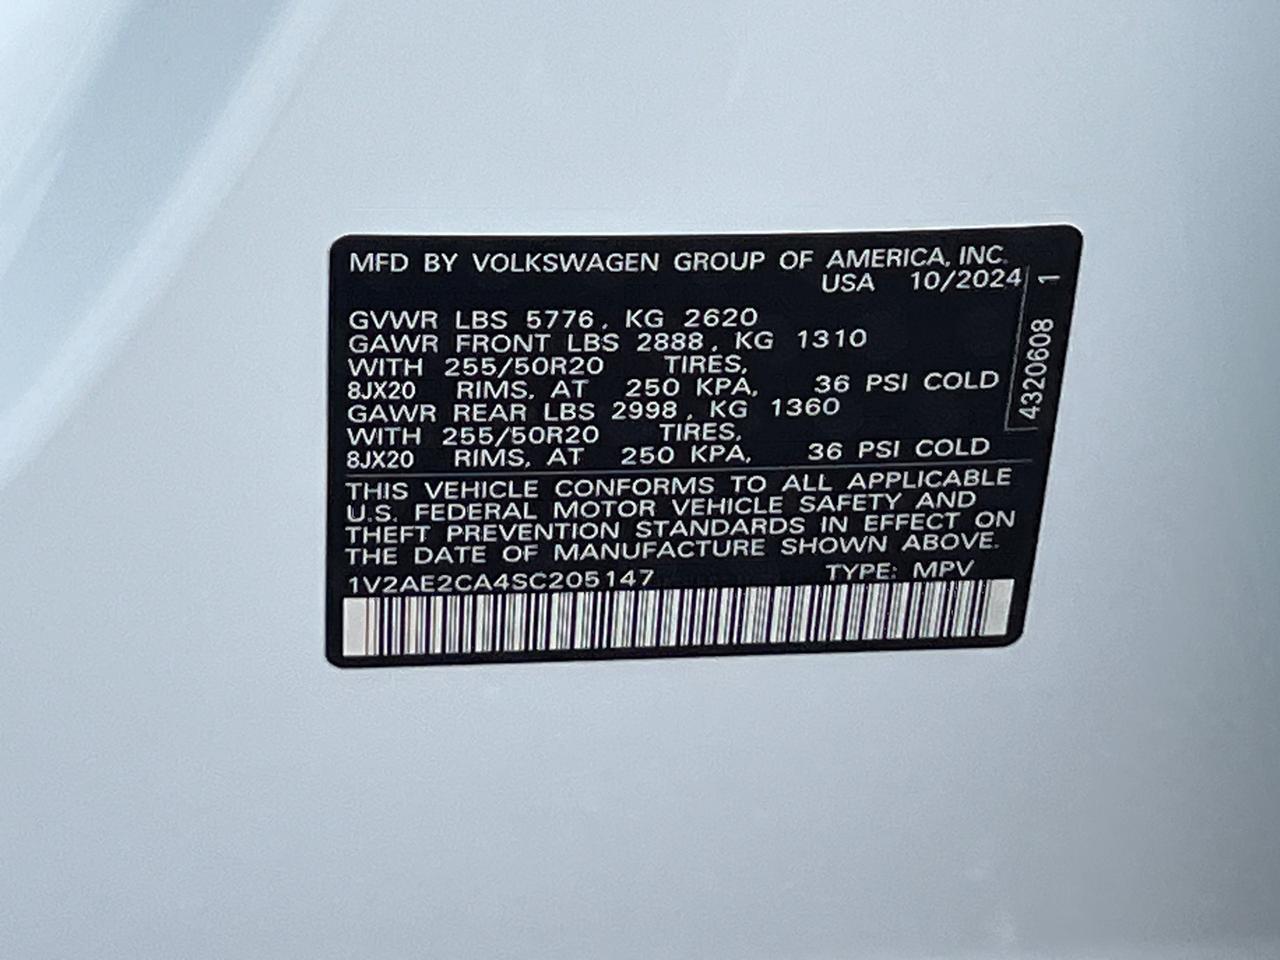 MFD BY VOLKSWAGEN GROUP OF AMERICA, INC.
USA 10/2024
GVWR LBS 5776, KG 2620
GAWR FRONT LBS 2888, KG 1310
WITH 255/50R20 TIRES,
8JX20 RIMS, AT 250 KPA, 36 PSI COLD
GAWR REAR LBS 2998, KG 1360
WITH 255/50R20 TIRES,
8JX20 RIMS, AT 250 KPA, 36 PSI COLD
THIS VEHICLE CONFORMS TO ALL APPLICABLE
U.S. FEDERAL MOTOR VEHICLE SAFETY AND
THEFT PREVENTION STANDARDS IN EFFECT ON
THE DATE OF MANUFACTURE SHOWN ABOVE.
1V2AE2CA4SC205147 TYPE: MPV
4320608 1